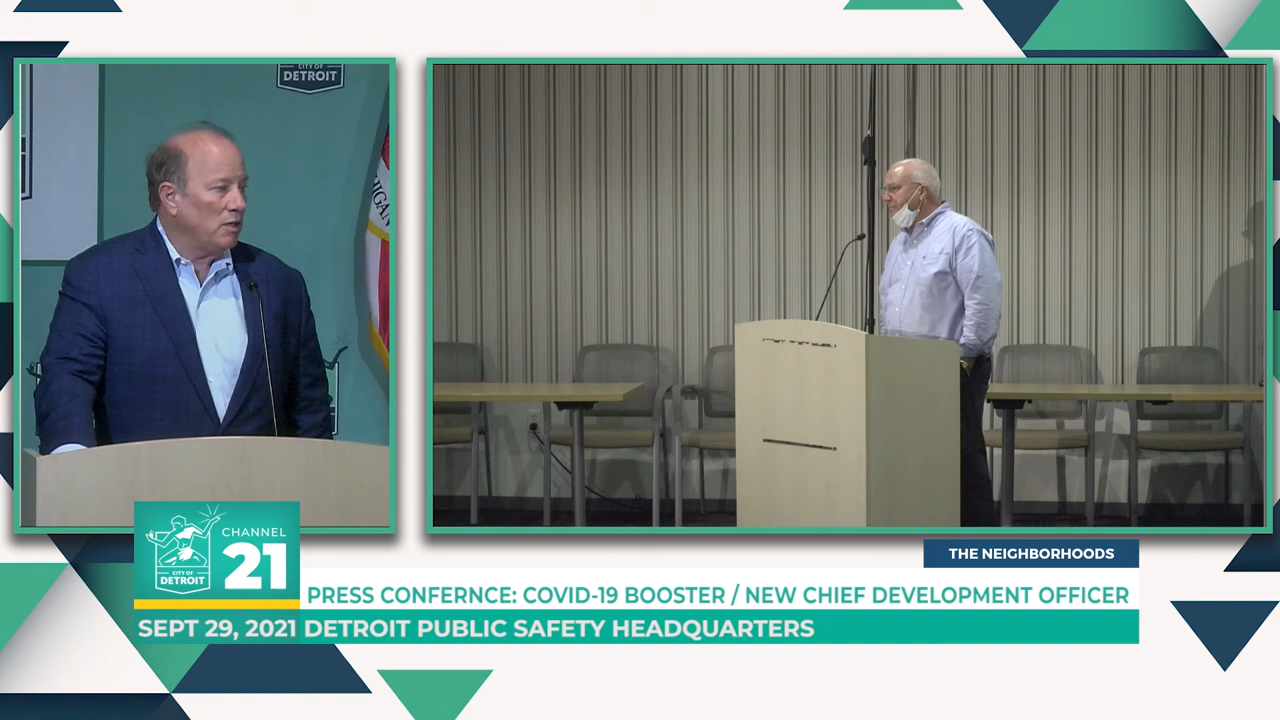 CITY OF
DETROIT
HIGAN
THE NEIGHBORHOODS
CHANNEL
21
CITY OF
DETROIT
PRESS CONFERNCE: COVID-19 BOOSTER / NEW CHIEF DEVELOPMENT OFFICER
SEPT 29, 2021 DETROIT PUBLIC SAFETY HEADQUARTERS